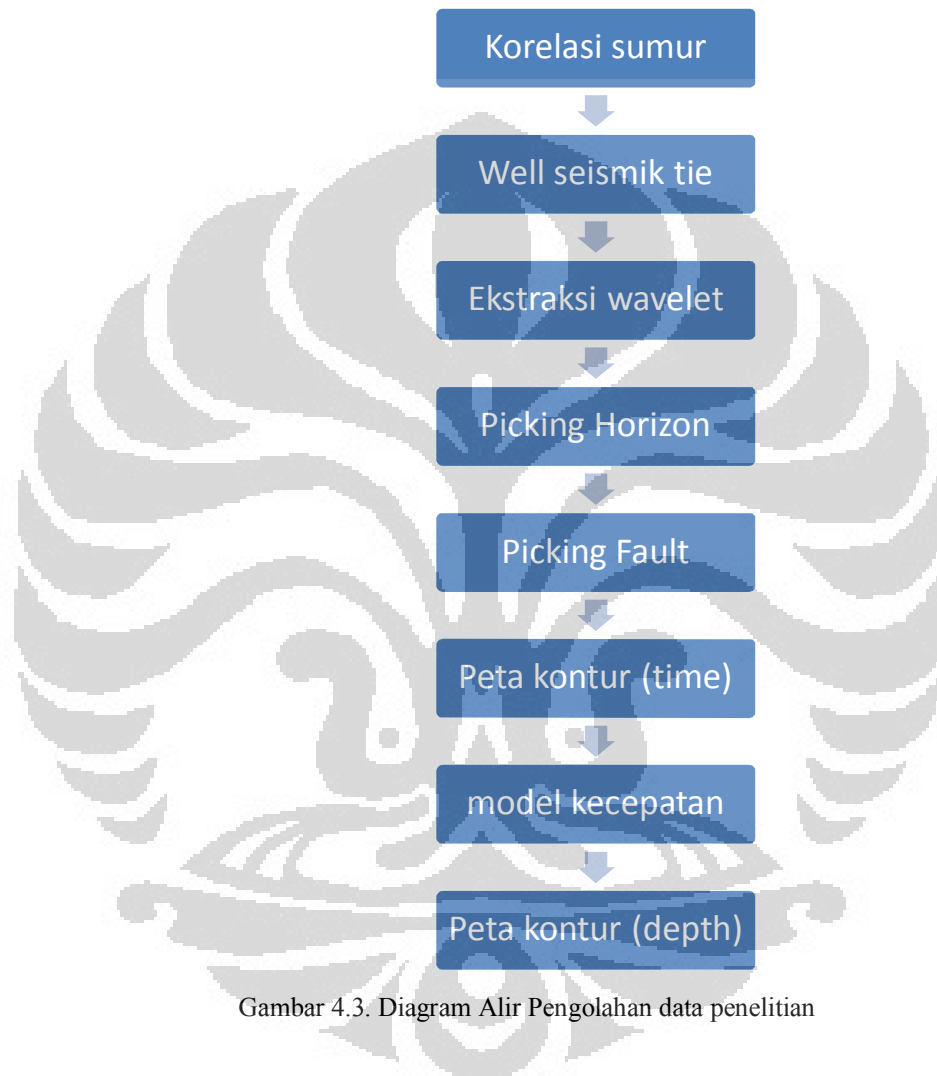 Korelasi sumur
Well seismik tie
Ekstraksi wavelet
Picking Horizon
Picking Fault
Peta kontur (time)
model kecepatan
Peta kontur (depth)
Gambar 4.3. Diagram Alir Pengolahan data penelitian